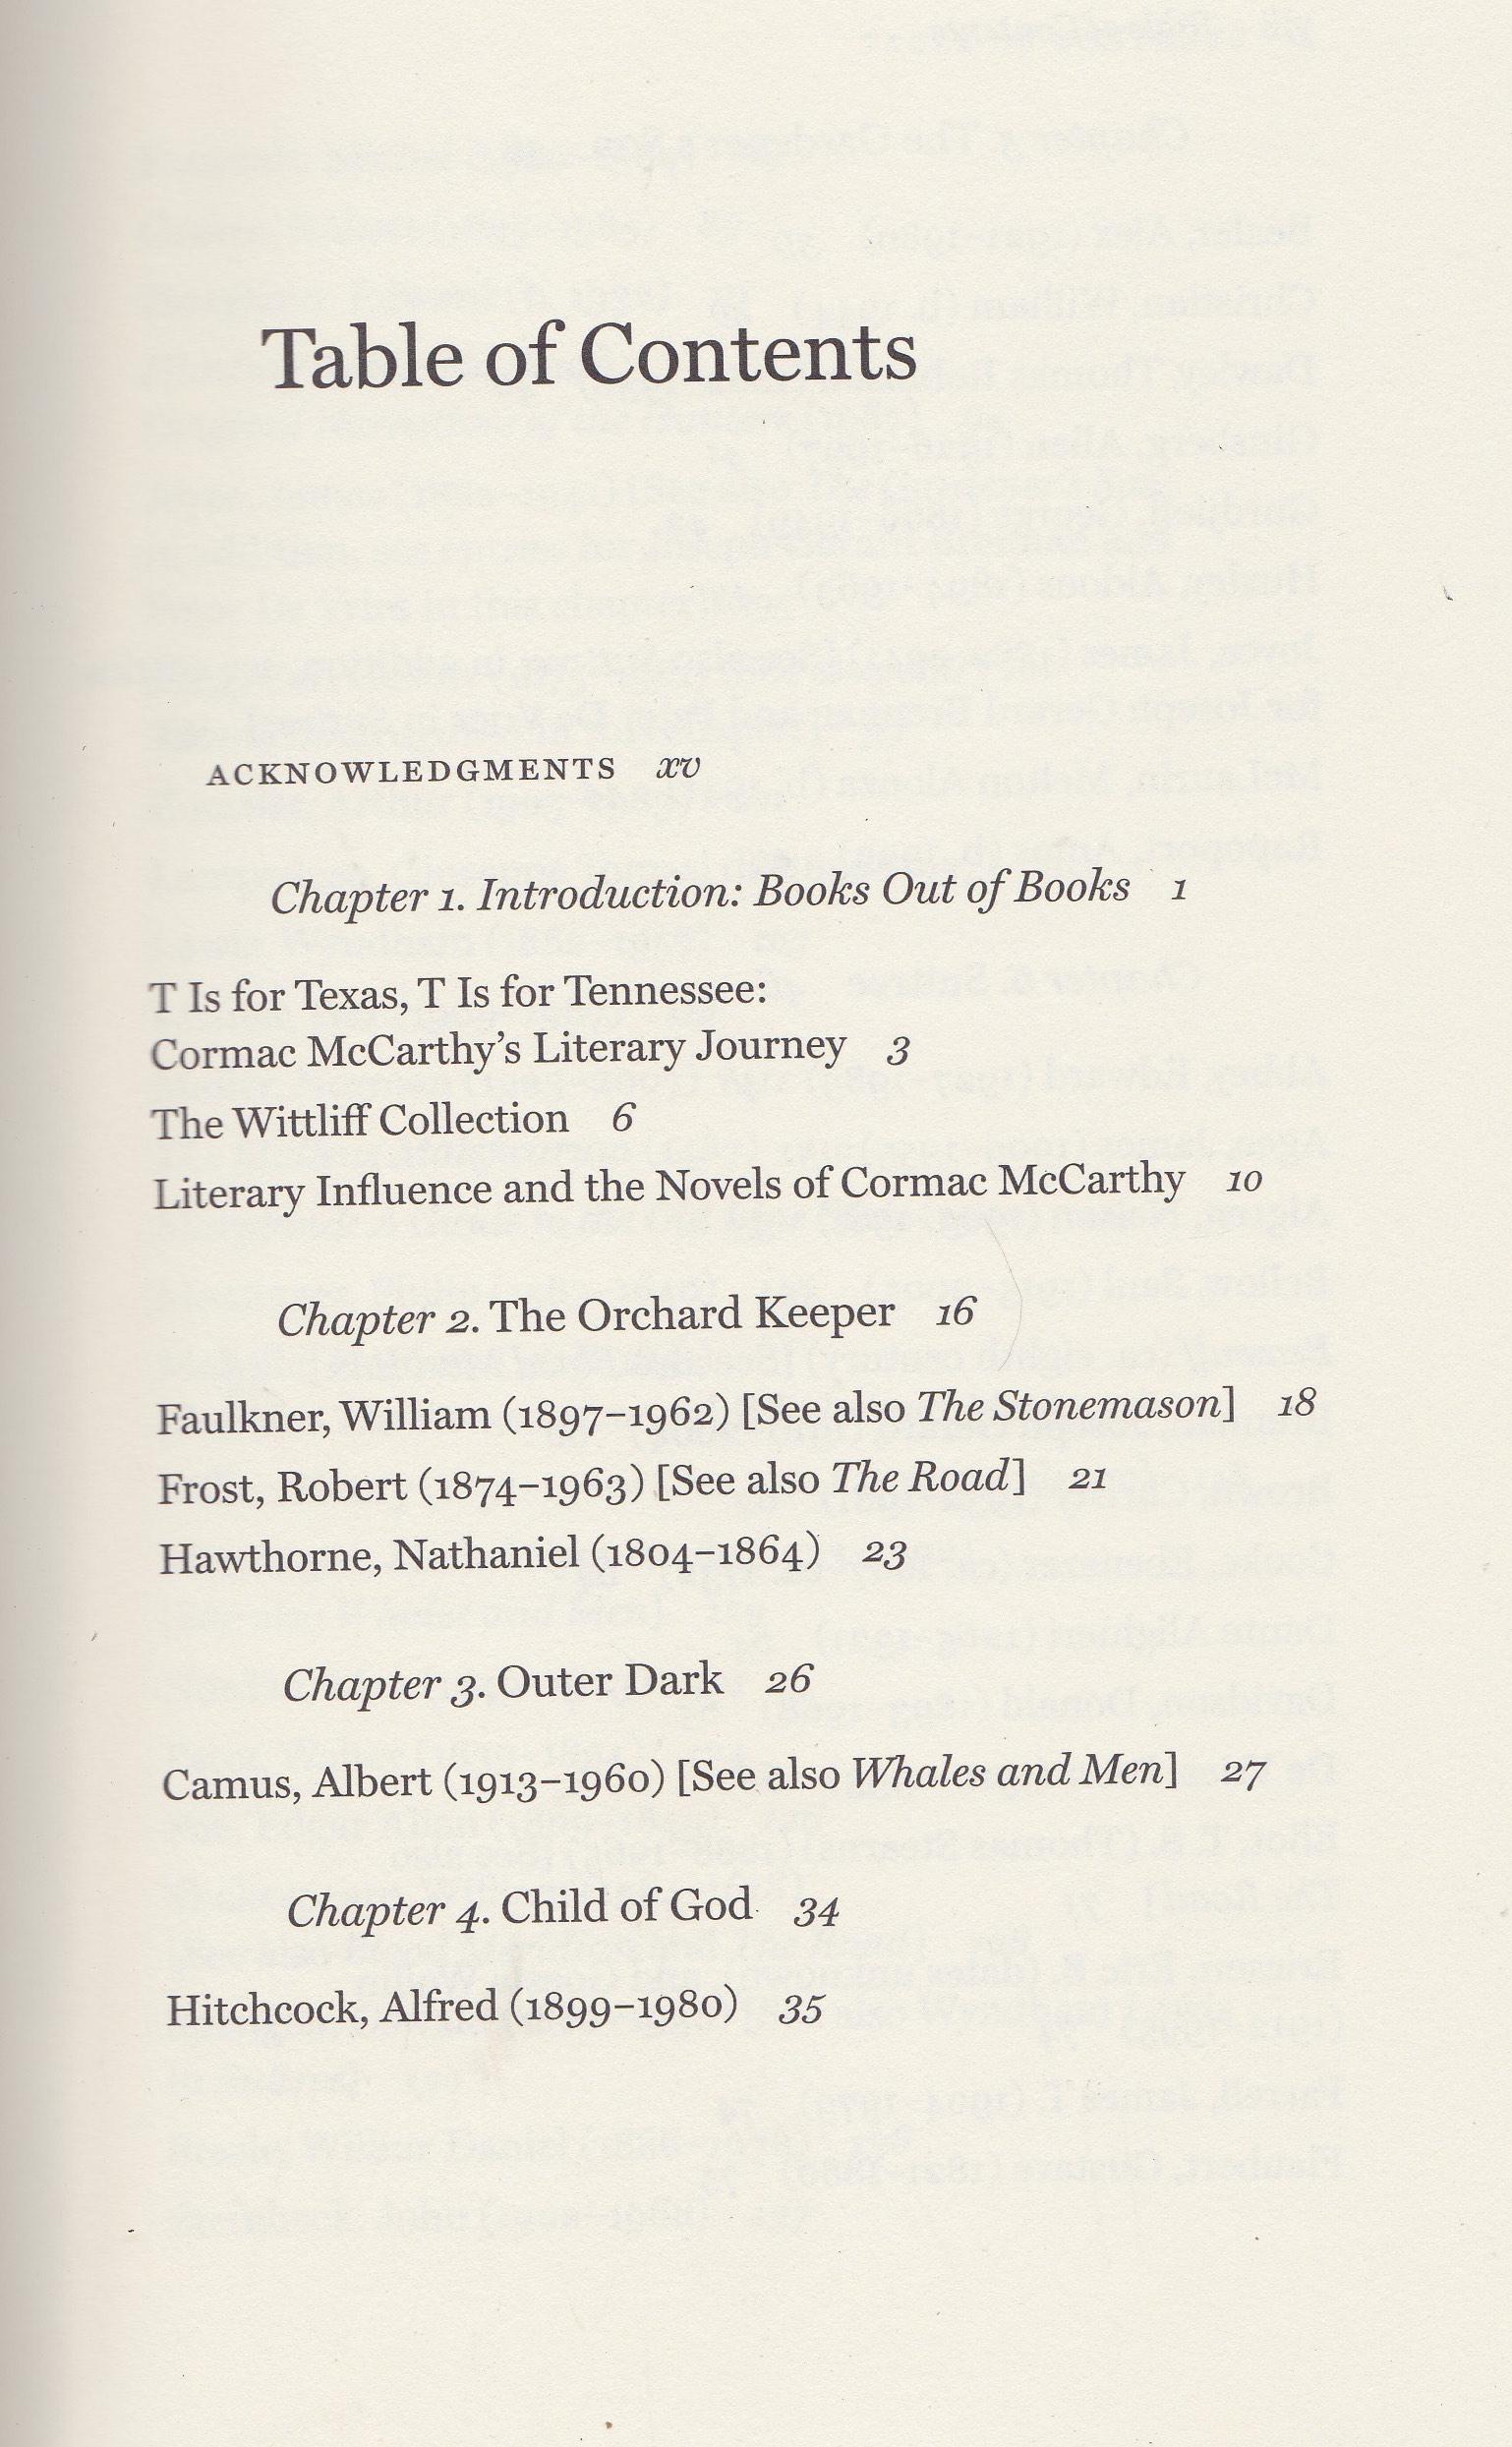 Table of Contents
ACKNOWLEDGMENTS xv
Chapter 1. Introduction: Books Out of Books 1
T Is for Texas, T Is for Tennessee:
Cormac McCarthy’s Literary Journey 3
The Wittliff Collection 6
Literary Influence and the Novels of Cormac McCarthy 10
Chapter 2. The Orchard Keeper 16
Faulkner, William (1897–1962) [See also The Stonemason] 18
Frost, Robert (1874–1963) [See also The Road] 21
Hawthorne, Nathaniel (1804–1864) 23
Chapter 3. Outer Dark 26
Camus, Albert (1913–1960) [See also Whales and Men] 27
Chapter 4. Child of God 34
Hitchcock, Alfred (1899–1980) 35